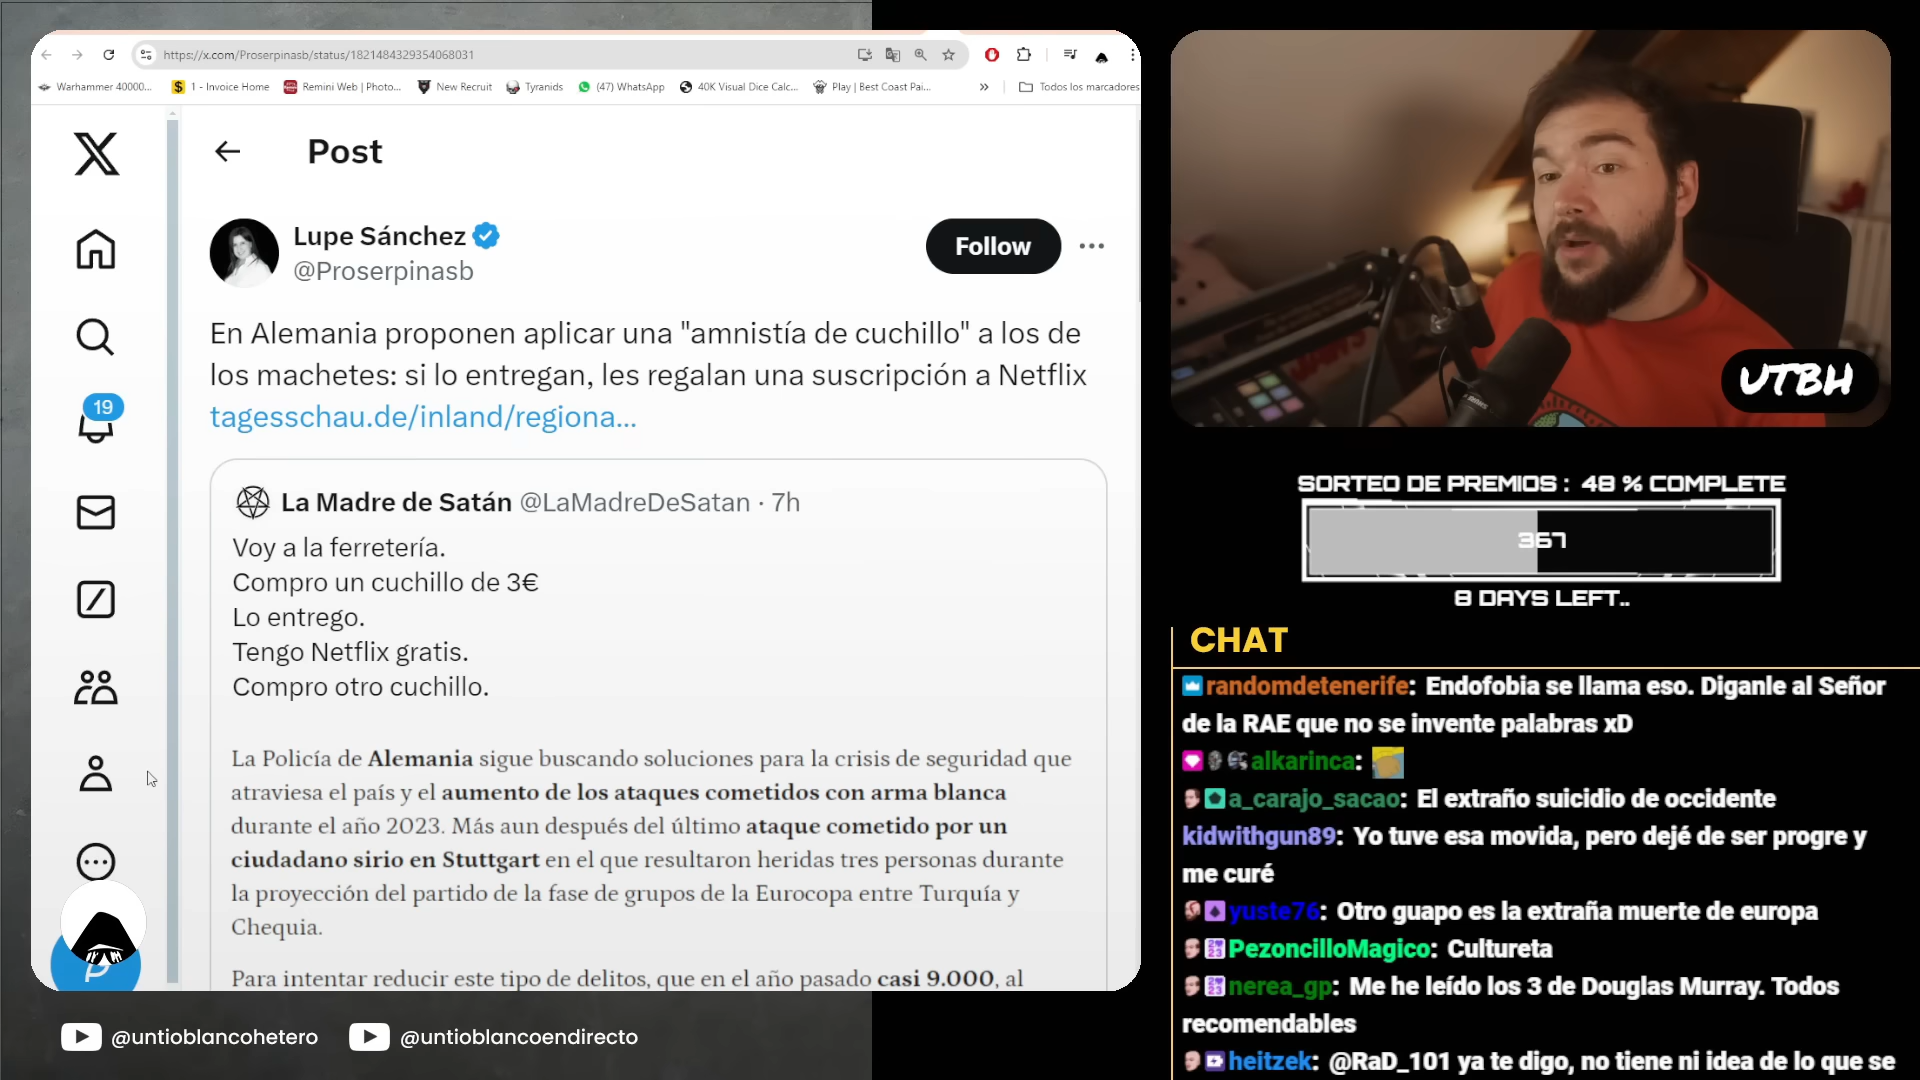 https://x.com/Proserpinasb/status/1821484329354068031
Warhammer 40000...
1 - Invoice Home
Remini Web | Photo...
New Recruit
Tyranids
(47) WhatsApp
40K Visual Dice Calc...
Play | Best Coast Pai...
Todos los marcadores
Post
Lupe Sánchez
@Proserpinasb
Follow
19
En Alemania proponen aplicar una "amnistía de cuchillo" a los de
los machetes: si lo entregan, les regalan una suscripción a Netflix
tagesschau.de/inland/regiona...
La Madre de Satán @LaMadreDeSatan · 7h
Voy a la ferretería.
Compro un cuchillo de 3€
Lo entrego.
Tengo Netflix gratis.
Compro otro cuchillo.
La Policía de Alemania sigue buscando soluciones para la crisis de seguridad que
atraviesa el país y el aumento de los ataques cometidos con arma blanca
durante el año 2023. Más aun después del último ataque cometido por un
ciudadano sirio en Stuttgart en el que resultaron heridas tres personas durante
la proyección del partido de la fase de grupos de la Eurocopa entre Turquía y
Chequia.
Para intentar reducir este tipo de delitos, que en el año pasado casi 9.000, al
@untioblancohetero
@untioblancoendirecto
UTBH
SORTEO DE PREMIOS : 48 % COMPLETE
367
8 DAYS LEFT..
CHAT
randomdetenerife: Endofobia se llama eso. Diganle al Señor
de la RAE que no se invente palabras xD
alkarinca:
a_carajo_sacao: El extraño suicidio de occidente
kidwithgun89: Yo tuve esa movida, pero dejé de ser progre y
me curé
yuste76: Otro guapo es la extraña muerte de europa
PezoncilloMagico: Cultureta
nerea_gp: Me he leído los 3 de Douglas Murray. Todos
recomendables
heitzek: @RaD_101 ya te digo, no tiene ni idea de lo que se